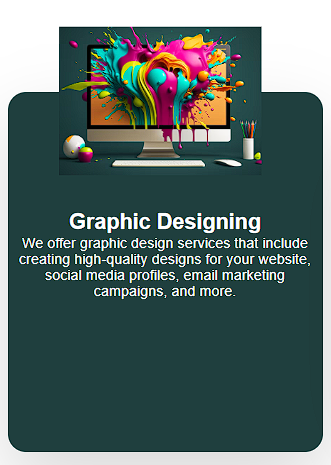 Graphic Designing
We offer graphic design services that include
creating high-quality designs for your website,
social media profiles, email marketing
campaigns, and more.